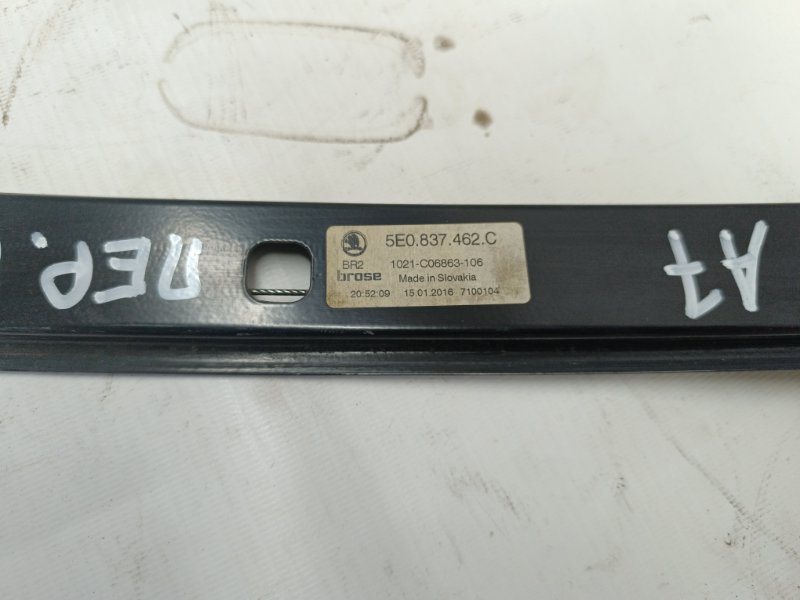 ПЕР.
5E0.837.462.C
BR2
1021-C06863-106
brose
Made in Slovakia
20:52:09 15.01.2016 7100104
A7